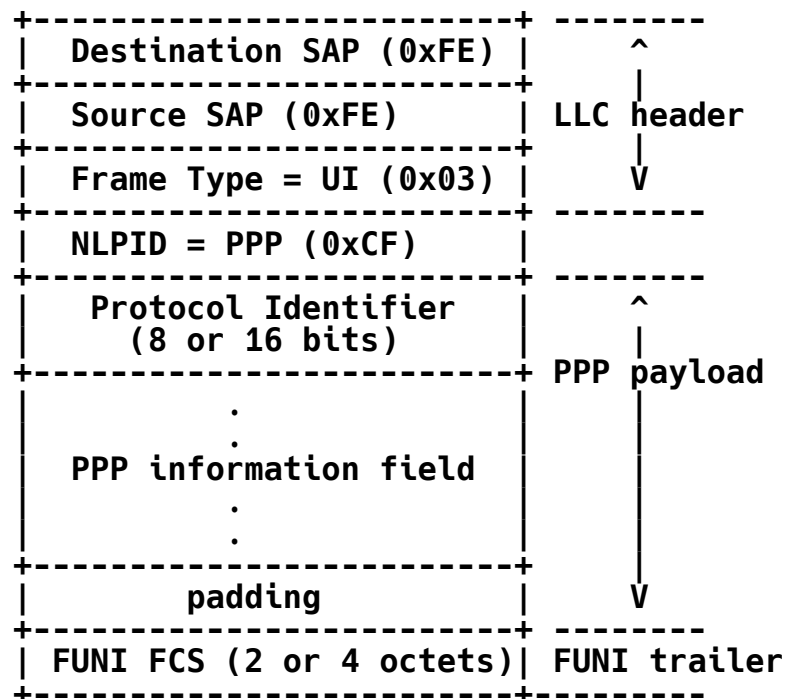 +-------------------------+ --------
|  Destination SAP (0xFE) |     ^
+-------------------------+     |
|  Source SAP (0xFE)      | LLC header
+-------------------------+     |
|  Frame Type = UI (0x03) |     V
+-------------------------+ --------
|  NLPID = PPP (0xCF)     |
+-------------------------+ --------
|   Protocol Identifier   |     ^
|     (8 or 16 bits)      |     |
+-------------------------+ PPP payload
|          .              |     |
|          .              |     |
|  PPP information field  |     |
|          .              |     |
|          .              |     |
+-------------------------+     |
|        padding          |     V
+-------------------------+ --------
| FUNI FCS (2 or 4 octets)| FUNI trailer
+-------------------------+---------